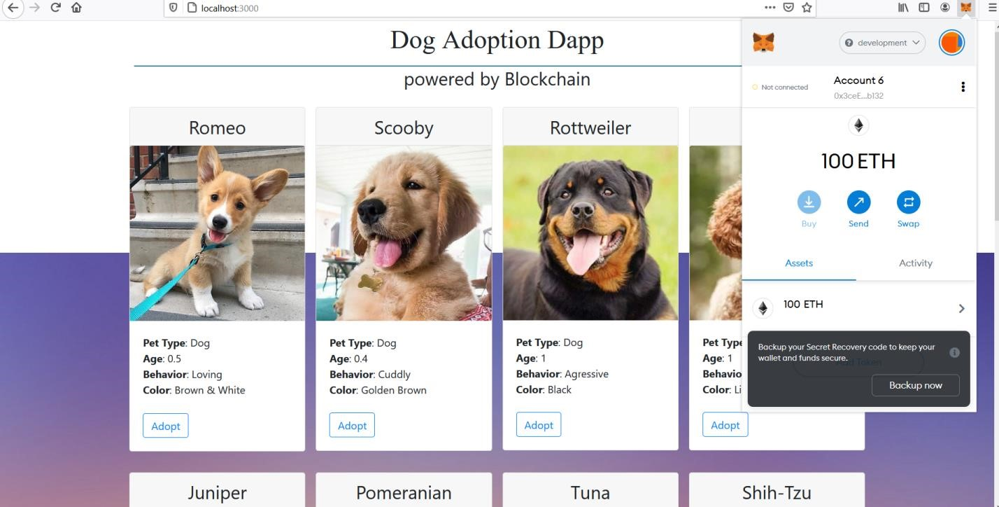 localhost:3000
Dog Adoption Dapp
powered by Blockchain
development
Not connected
Account 6
0x3ceE...b132
100 ETH
Buy
Send
Swap
Assets
Activity
100 ETH
Add Token
Backup your Secret Recovery code to keep your
wallet and funds secure.
Backup now
Romeo
Pet Type: Dog
Age: 0.5
Behavior: Loving
Color: Brown & White
Adopt
Scooby
Pet Type: Dog
Age: 0.4
Behavior: Cuddly
Color: Golden Brown
Adopt
Rottweiler
Pet Type: Dog
Age: 1
Behavior: Agressive
Color: Black
Adopt
Pet Type
Age: 1
Behavio
Color: Li
Adopt
Juniper
Pomeranian
Tuna
Shih-Tzu